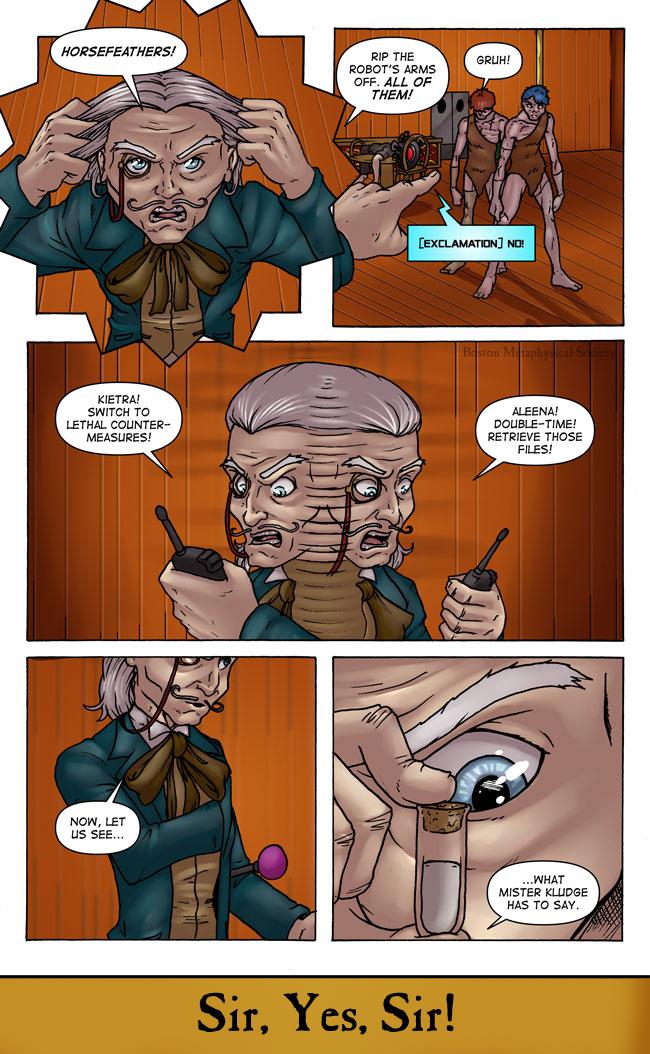 HORSEFEATHERS!
RIP THE
ROBOT'S ARMS
OFF. ALL OF
THEM!
GRUH!
[EXCLAMATION] NO!
Boston Metaphysical Society
KIETRA!
SWITCH TO
LETHAL COUNTER-
MEASURES!
ALEENA!
DOUBLE-TIME!
RETRIEVE THOSE
FILES!
NOW, LET
US SEE...
...WHAT
MISTER KLUDGE
HAS TO SAY.
Sir, Yes, Sir!